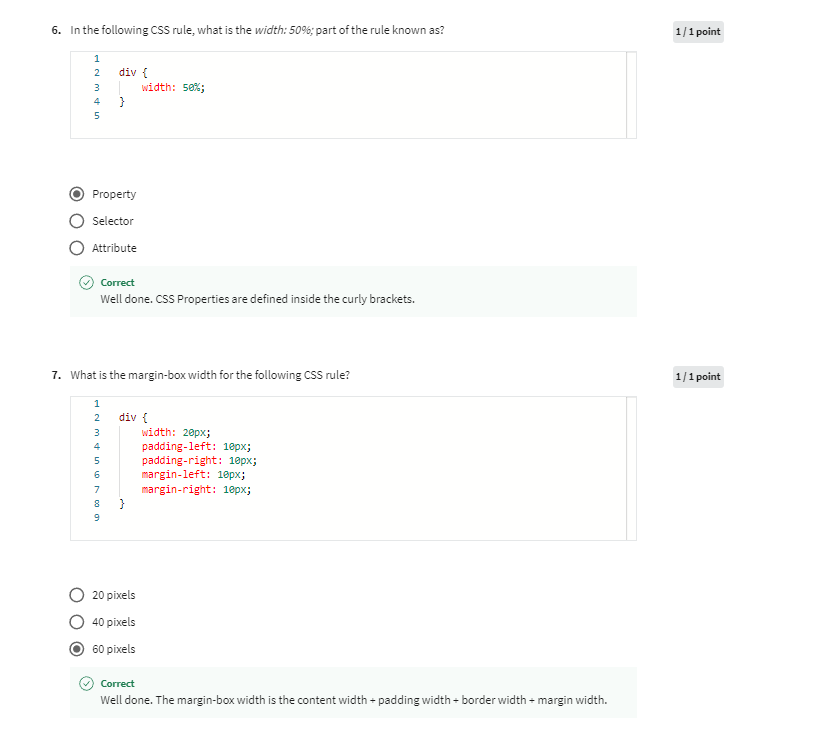 6. In the following CSS rule, what is the width: 50%; part of the rule known as?
1 / 1 point
1
2 div {
3 width: 50%;
4 }
5
Property
Selector
Attribute
Correct
Well done. CSS Properties are defined inside the curly brackets.
7. What is the margin-box width for the following CSS rule?
1 / 1 point
1
2 div {
3 width: 20px;
4 padding-left: 10px;
5 padding-right: 10px;
6 margin-left: 10px;
7 margin-right: 10px;
8 }
9
20 pixels
40 pixels
60 pixels
Correct
Well done. The margin-box width is the content width + padding width + border width + margin width.